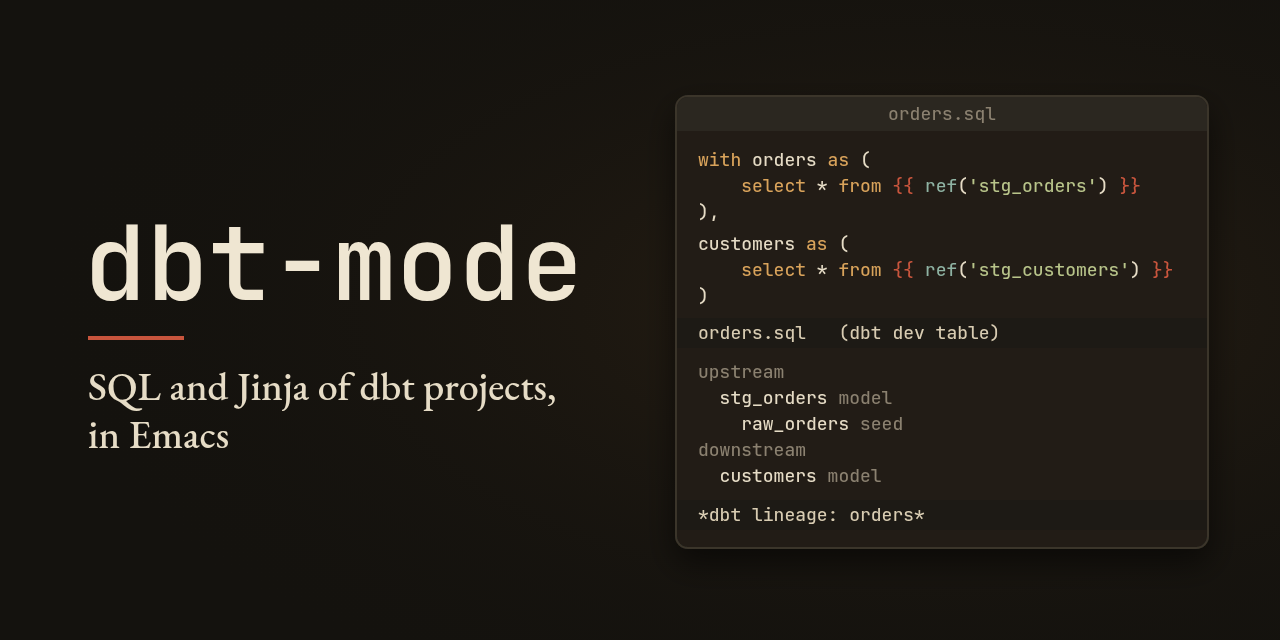 dbt-mode
SQL and Jinja of dbt projects,
in Emacs
orders.sql
with orders as (
    select * from {{ ref('stg_orders') }}
),
customers as (
    select * from {{ ref('stg_customers') }}
)
orders.sql   (dbt dev table)
upstream
  stg_orders model
    raw_orders seed
downstream
  customers model
*dbt lineage: orders*